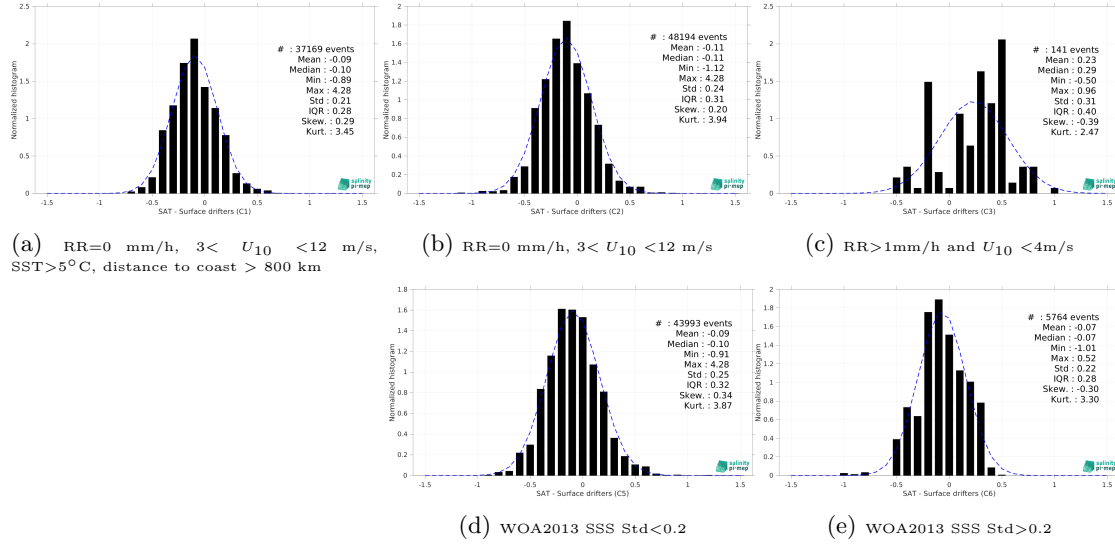 2.5
2
1.5
1
0.5
0
-1.5 -1 -0.5 0 0.5 1 1.5
Normalized histogram
SAT - Surface drifters (C1)
# : 37169 events
Mean : -0.09
Median : -0.10
Min : -0.89
Max : 4.28
Std : 0.21
IQR : 0.28
Skew. : 0.29
Kurt. : 3.45
salinity
pi-mep
(a) RR=0 mm/h, 3< U10 <12 m/s,
SST>5°C, distance to coast > 800 km
2
1.8
1.6
1.4
1.2
1
0.8
0.6
0.4
0.2
0
-1.5 -1 -0.5 0 0.5 1 1.5
Normalized histogram
SAT - Surface drifters (C2)
# : 48194 events
Mean : -0.11
Median : -0.11
Min : -1.12
Max : 4.28
Std : 0.24
IQR : 0.31
Skew. : 0.20
Kurt. : 3.94
salinity
pi-mep
(b) RR=0 mm/h, 3< U10 <12 m/s
2.5
2
1.5
1
0.5
0
-1.5 -1 -0.5 0 0.5 1 1.5
Normalized histogram
SAT - Surface drifters (C3)
# : 141 events
Mean : 0.23
Median : 0.29
Min : -0.50
Max : 0.96
Std : 0.31
IQR : 0.40
Skew. : -0.39
Kurt. : 2.47
salinity
pi-mep
(c) RR>1mm/h and U10 <4m/s
1.8
1.6
1.4
1.2
1
0.8
0.6
0.4
0.2
0
-1.5 -1 -0.5 0 0.5 1 1.5
Normalized histogram
SAT - Surface drifters (C5)
# : 43993 events
Mean : -0.09
Median : -0.10
Min : -0.91
Max : 4.28
Std : 0.25
IQR : 0.32
Skew. : 0.34
Kurt. : 3.87
salinity
pi-mep
(d) WOA2013 SSS Std<0.2
2
1.8
1.6
1.4
1.2
1
0.8
0.6
0.4
0.2
0
-1.5 -1 -0.5 0 0.5 1 1.5
Normalized histogram
SAT - Surface drifters (C6)
# : 5764 events
Mean : -0.07
Median : -0.07
Min : -1.01
Max : 0.52
Std : 0.22
IQR : 0.28
Skew. : -0.30
Kurt. : 3.30
salinity
pi-mep
(e) WOA2013 SSS Std>0.2